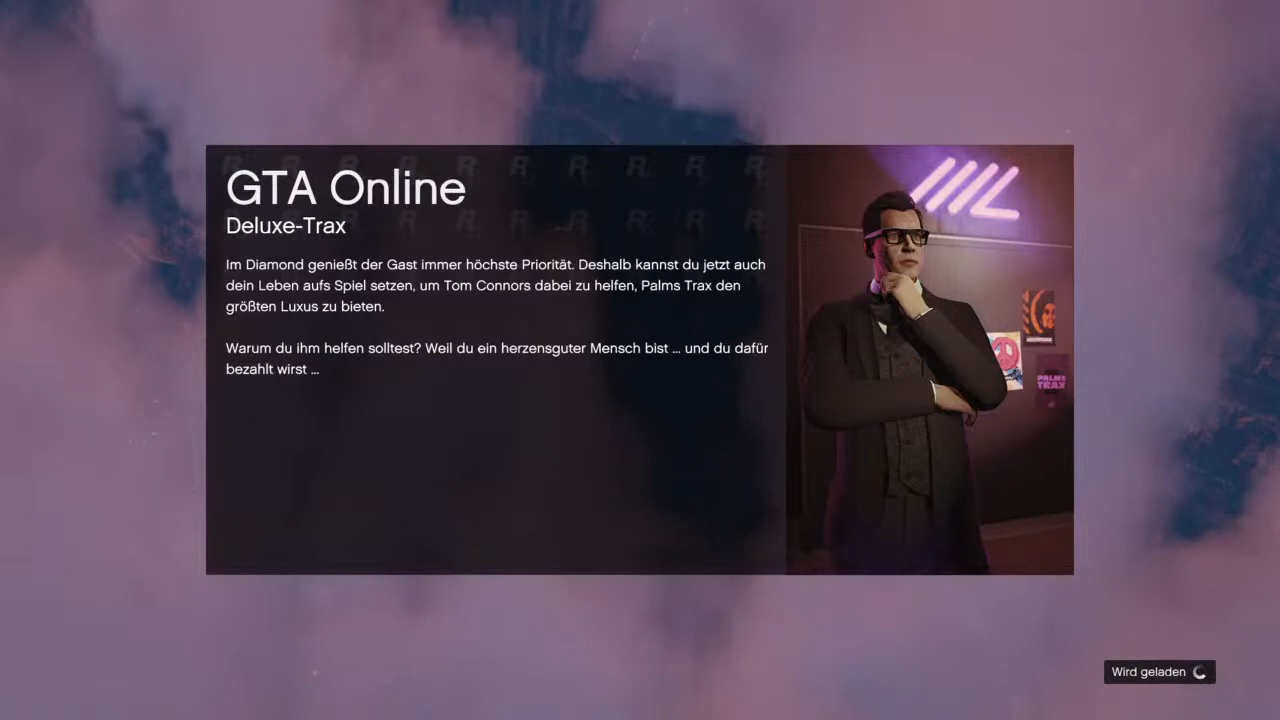 GTA Online
Deluxe-Trax
Im Diamond genießt der Gast immer höchste Priorität. Deshalb kannst du jetzt auch
dein Leben aufs Spiel setzen, um Tom Connors dabei zu helfen, Palms Trax den
größten Luxus zu bieten.
Warum du ihm helfen solltest? Weil du ein herzensguter Mensch bist ... und du dafür
bezahlt wirst ...
PALMS
TRAX
Wird geladen